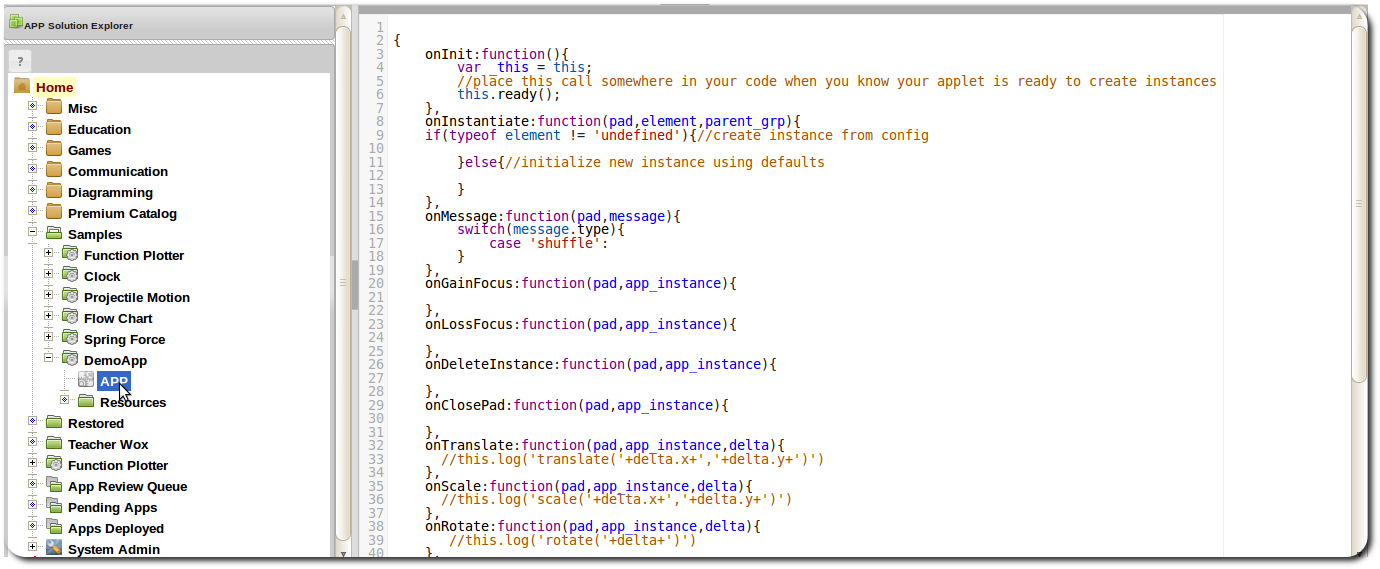 APP Solution Explorer
?
Home
Misc
Education
Games
Communication
Diagramming
Premium Catalog
Samples
Function Plotter
Clock
Projectile Motion
Flow Chart
Spring Force
DemoApp
APP
Resources
Restored
Teacher Wox
Function Plotter
App Review Queue
Pending Apps
Apps Deployed
System Admin
1
2 {
3     onInit:function(){
4         var _this = this;
5         //place this call somewhere in your code when you know your applet is ready to create instances
6         this.ready();
7     },
8     onInstantiate:function(pad,element,parent_grp){
9     if(typeof element != 'undefined'){//create instance from config
10
11         }else{//initialize new instance using defaults
12
13         }
14     },
15     onMessage:function(pad,message){
16         switch(message.type){
17             case 'shuffle':
18         }
19     },
20     onGainFocus:function(pad,app_instance){
21
22     },
23     onLossFocus:function(pad,app_instance){
24
25     },
26     onDeleteInstance:function(pad,app_instance){
27
28     },
29     onClosePad:function(pad,app_instance){
30
31     },
32     onTranslate:function(pad,app_instance,delta){
33       //this.log('translate('+delta.x+','+delta.y+')')
34     },
35     onScale:function(pad,app_instance,delta){
36       //this.log('scale('+delta.x+','+delta.y+')')
37     },
38     onRotate:function(pad,app_instance,delta){
39        //this.log('rotate('+delta+')')
40     },